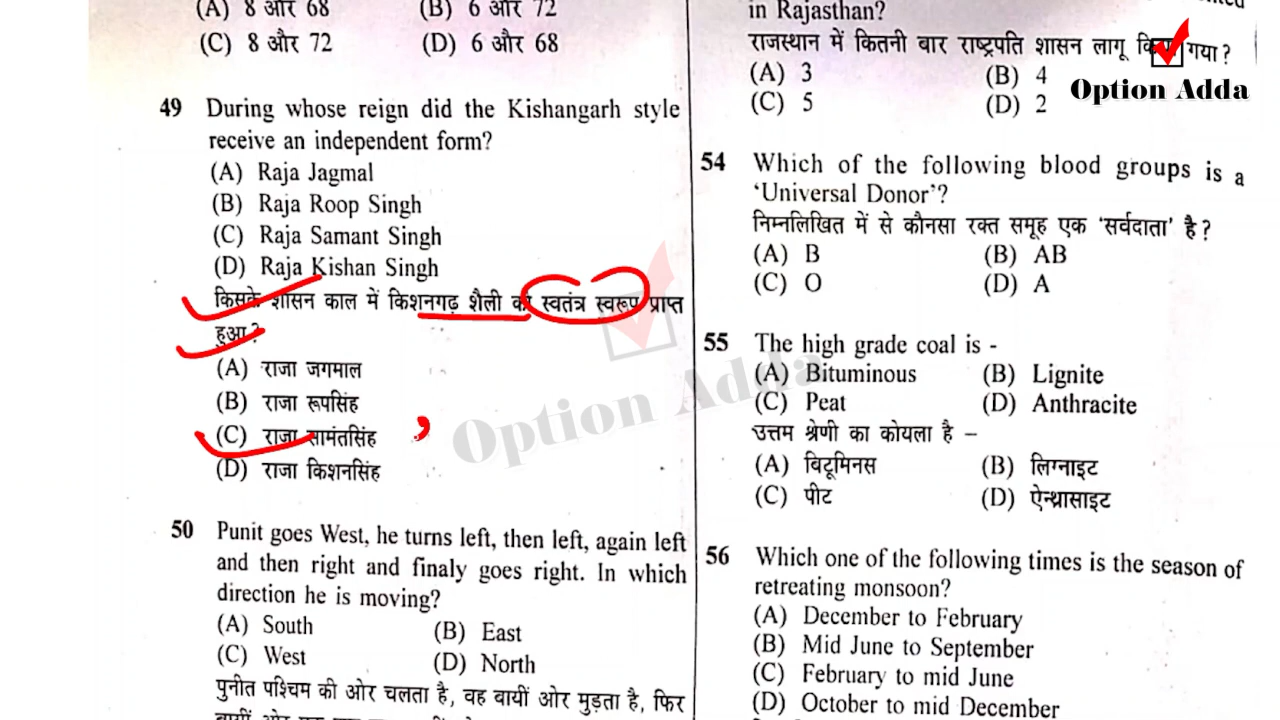 (A) 8 और 68 (B) 6 और 72
(C) 8 और 72 (D) 6 और 68
49 During whose reign did the Kishangarh style
receive an independent form?
(A) Raja Jagmal
(B) Raja Roop Singh
(C) Raja Samant Singh
(D) Raja Kishan Singh
किसके शासन काल में किशनगढ़ शैली को स्वतंत्र स्वरूप प्राप्त
हुआ?
(A) राजा जगमाल
(B) राजा रूपसिंह
(C) राजा सामंतसिंह
(D) राजा किशनसिंह
50 Punit goes West, he turns left, then left, again left
and then right and finaly goes right. In which
direction he is moving?
(A) South (B) East
(C) West (D) North
पुनीत पश्चिम की ओर चलता है, वह बायीं ओर मुड़ता है, फिर
in Rajasthan?
राजस्थान में कितनी बार राष्ट्रपति शासन लागू गया?
(A) 3 (B) 4
(C) 5 (D) 2
Option Adda
54 Which of the following blood groups is a
‘Universal Donor’?
निम्नलिखित में से कौनसा रक्त समूह एक ‘सर्वदाता’ है?
(A) B (B) AB
(C) O (D) A
55 The high grade coal is -
(A) Bituminous (B) Lignite
(C) Peat (D) Anthracite
उत्तम श्रेणी का कोयला है –
(A) बिटूमिनस (B) लिग्नाइट
(C) पीट (D) ऐन्थ्रासाइट
56 Which one of the following times is the season of
retreating monsoon?
(A) December to February
(B) Mid June to September
(C) February to mid June
(D) October to mid December
Option Adda